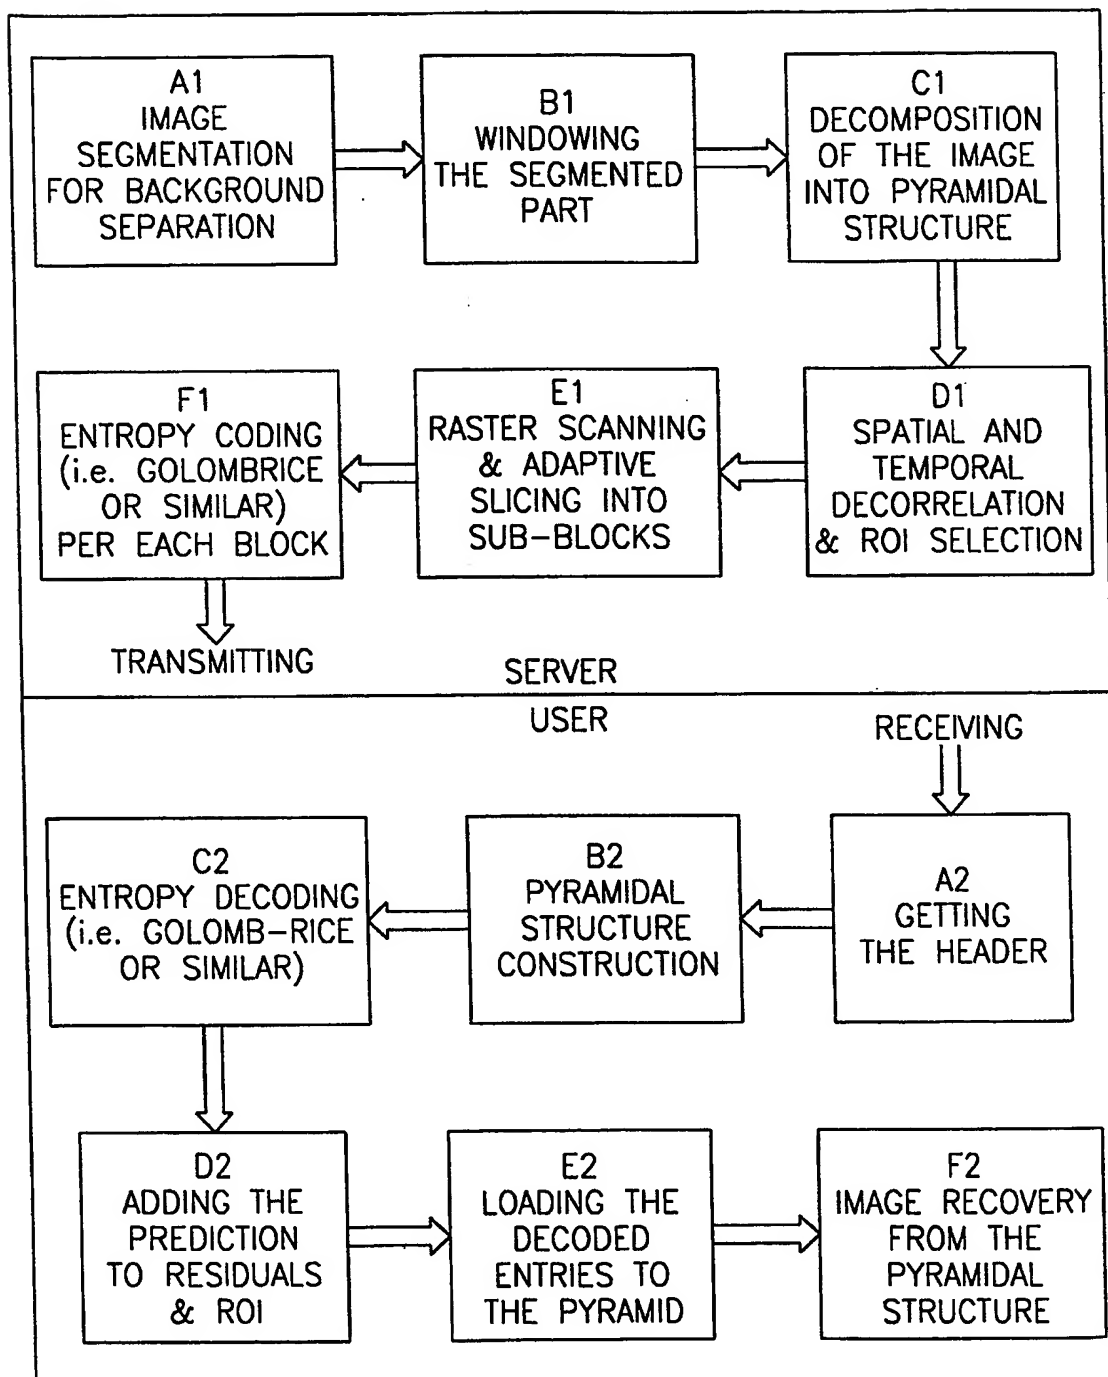 A1
IMAGE
SEGMENTATION
FOR BACKGROUND
SEPARATION
B1
WINDOWING
THE SEGMENTED
PART
C1
DECOMPOSITION
OF THE IMAGE
INTO PYRAMIDAL
STRUCTURE
D1
SPATIAL AND
TEMPORAL
DECORRELATION
& ROI SELECTION
E1
RASTER SCANNING
& ADAPTIVE
SLICING INTO
SUB-BLOCKS
F1
ENTROPY CODING
(i.e. GOLOMBRICE
OR SIMILAR)
PER EACH BLOCK
TRANSMITTING
SERVER
USER
RECEIVING
A2
GETTING
THE HEADER
B2
PYRAMIDAL
STRUCTURE
CONSTRUCTION
C2
ENTROPY DECODING
(i.e. GOLOMB-RICE
OR SIMILAR)
D2
ADDING THE
PREDICTION
TO RESIDUALS
& ROI
E2
LOADING THE
DECODED
ENTRIES TO
THE PYRAMID
F2
IMAGE RECOVERY
FROM THE
PYRAMIDAL
STRUCTURE